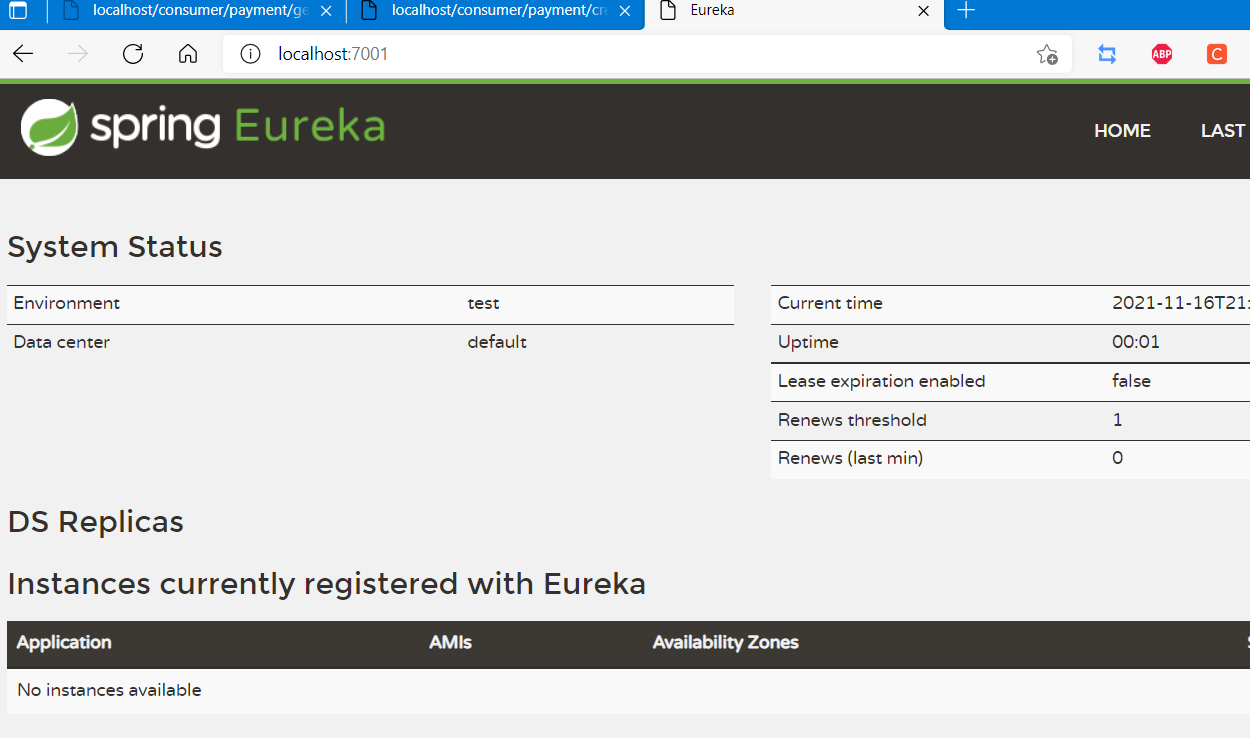 localhost/consumer/payment/ge
localhost/consumer/payment/cre
Eureka
localhost:7001
ABP
C
spring Eureka
HOME
LAST
System Status
Environment test
Data center default
Current time 2021-11-16T21:
Uptime 00:01
Lease expiration enabled false
Renews threshold 1
Renews (last min) 0
DS Replicas
Instances currently registered with Eureka
Application AMIs Availability Zones
No instances available